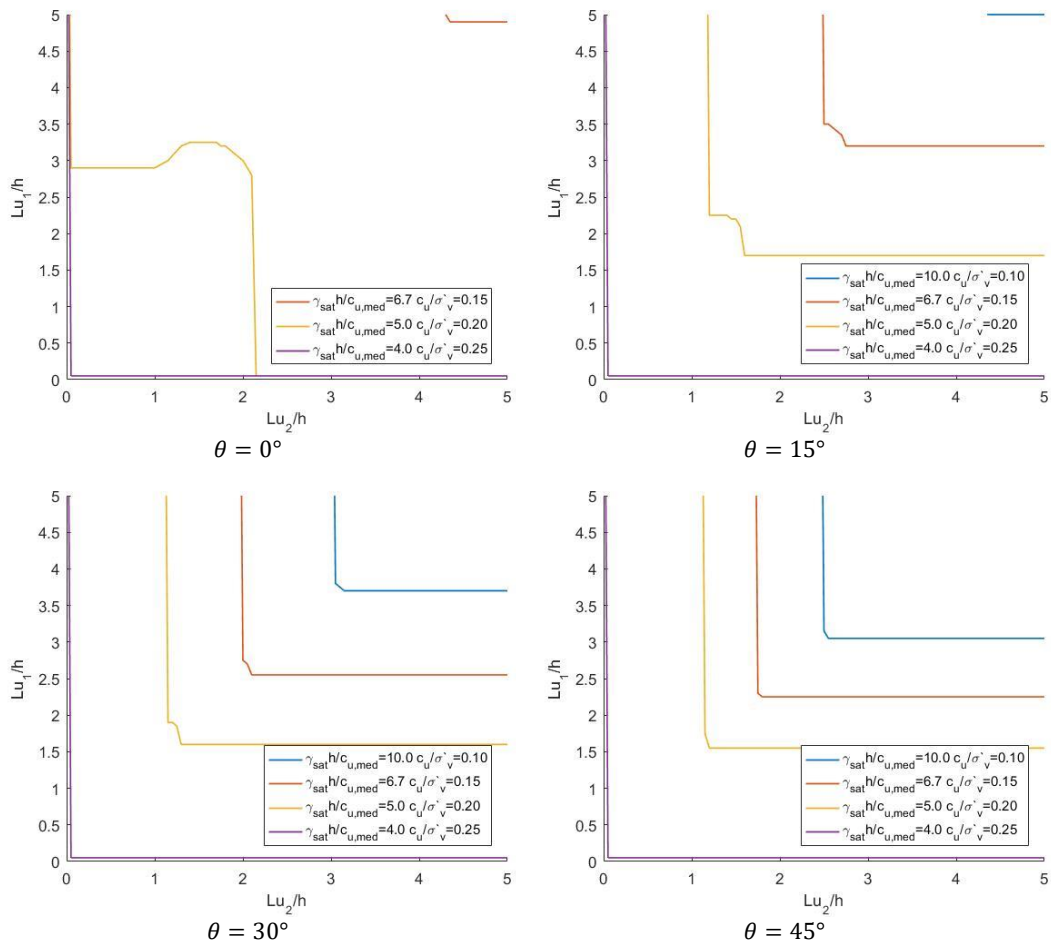 5
4.5
4
3.5
3
2.5
2
1.5
1
0.5
0
Lu1/h
0 1 2 3 4 5
Lu2/h
γsath/cu,med=6.7 cu/σ`v=0.15
γsath/cu,med=5.0 cu/σ`v=0.20
γsath/cu,med=4.0 cu/σ`v=0.25
θ = 0°
5
4.5
4
3.5
3
2.5
2
1.5
1
0.5
0
Lu1/h
0 1 2 3 4 5
Lu2/h
γsath/cu,med=10.0 cu/σ`v=0.10
γsath/cu,med=6.7 cu/σ`v=0.15
γsath/cu,med=5.0 cu/σ`v=0.20
γsath/cu,med=4.0 cu/σ`v=0.25
θ = 15°
5
4.5
4
3.5
3
2.5
2
1.5
1
0.5
0
Lu1/h
0 1 2 3 4 5
Lu2/h
γsath/cu,med=10.0 cu/σ`v=0.10
γsath/cu,med=6.7 cu/σ`v=0.15
γsath/cu,med=5.0 cu/σ`v=0.20
γsath/cu,med=4.0 cu/σ`v=0.25
θ = 30°
5
4.5
4
3.5
3
2.5
2
1.5
1
0.5
0
Lu1/h
0 1 2 3 4 5
Lu2/h
γsath/cu,med=10.0 cu/σ`v=0.10
γsath/cu,med=6.7 cu/σ`v=0.15
γsath/cu,med=5.0 cu/σ`v=0.20
γsath/cu,med=4.0 cu/σ`v=0.25
θ = 45°